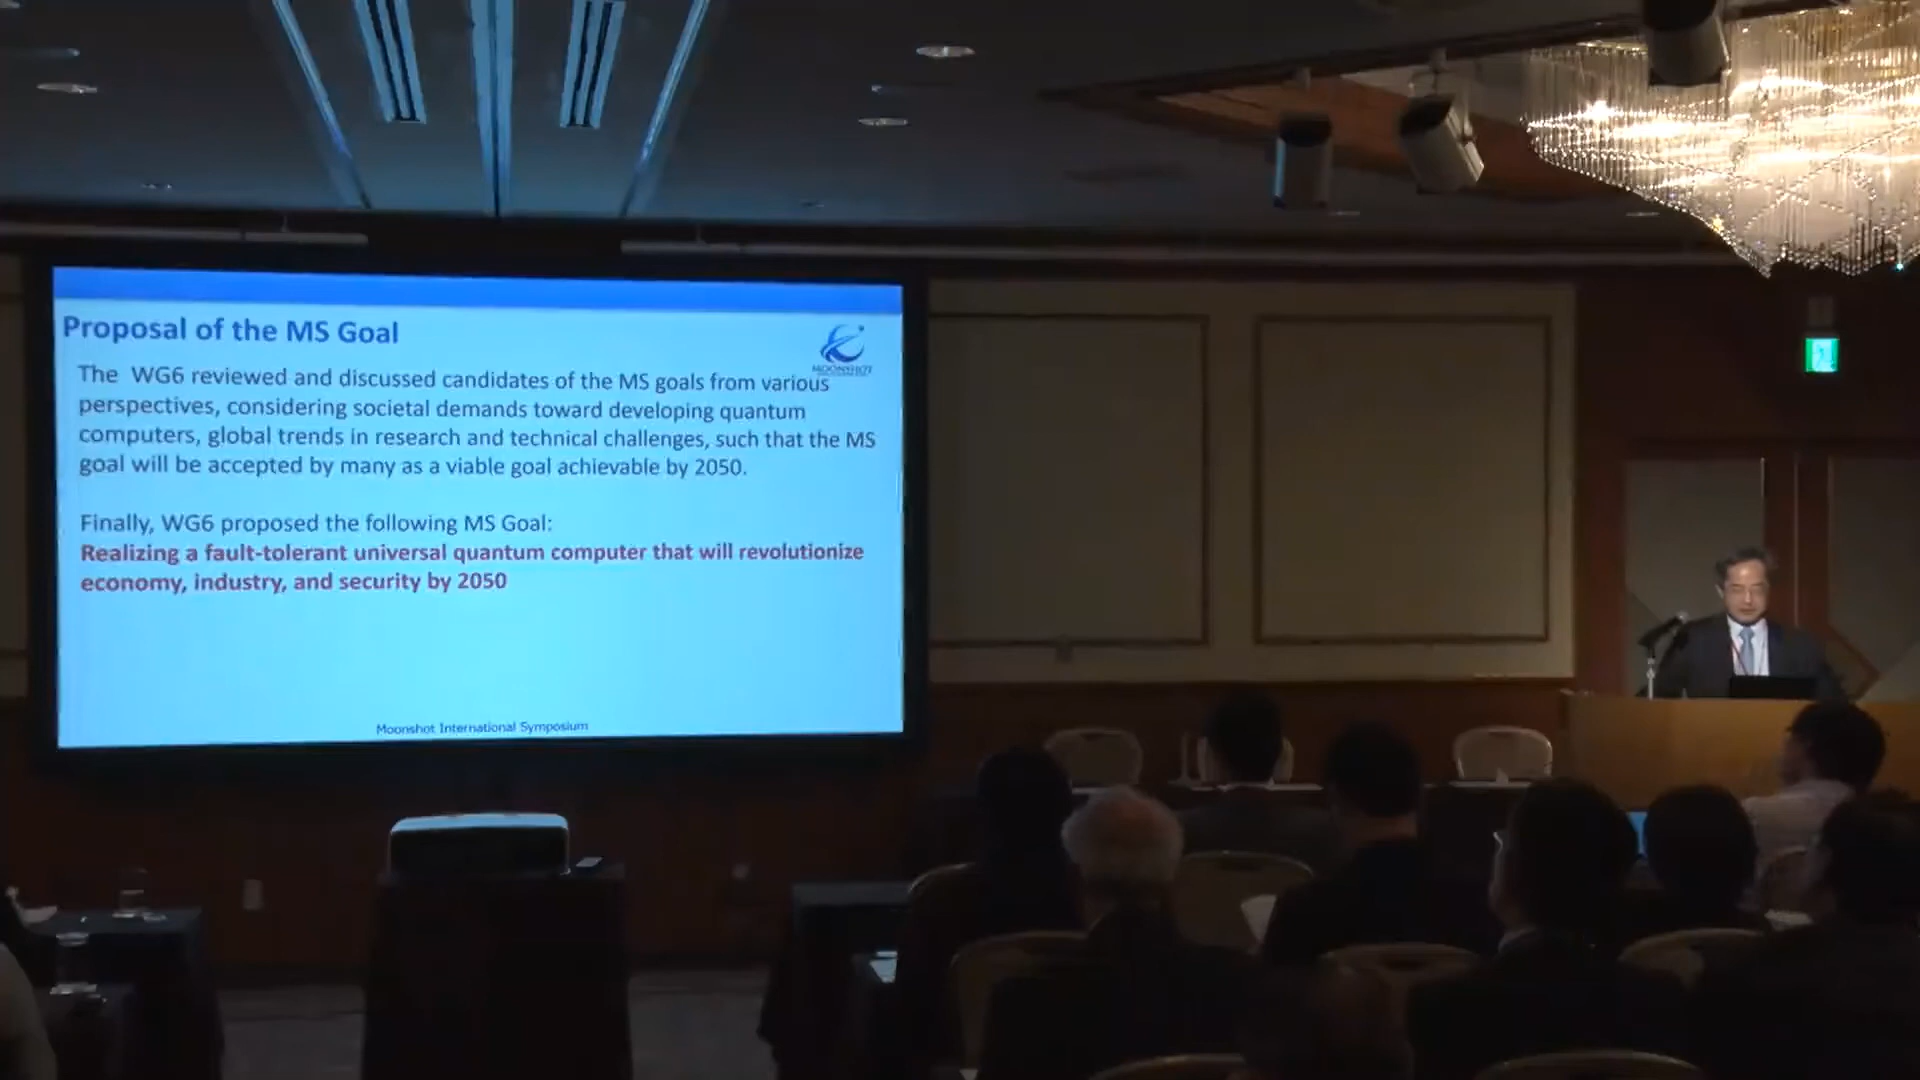 Proposal of the MS Goal
MOONSHOT
The WG6 reviewed and discussed candidates of the MS goals from various
perspectives, considering societal demands toward developing quantum
computers, global trends in research and technical challenges, such that the MS
goal will be accepted by many as a viable goal achievable by 2050.
Finally, WG6 proposed the following MS Goal:
Realizing a fault-tolerant universal quantum computer that will revolutionize
economy, industry, and security by 2050
Moonshot International Symposium